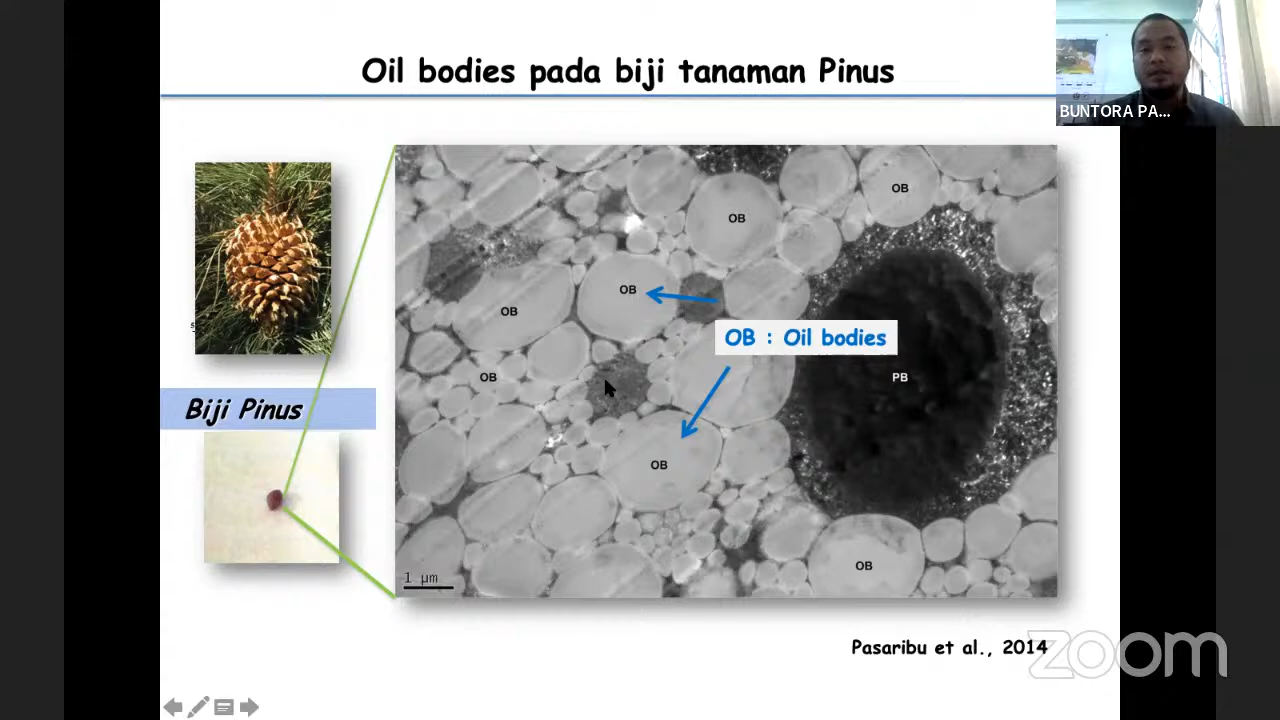 Oil bodies pada biji tanaman Pinus
BUNTORA PA...
OB
OB
OB
OB
OB : Oil bodies
OB
PB
Biji Pinus
OB
OB
1 µm
Pasaribu et al., 2014
zoom